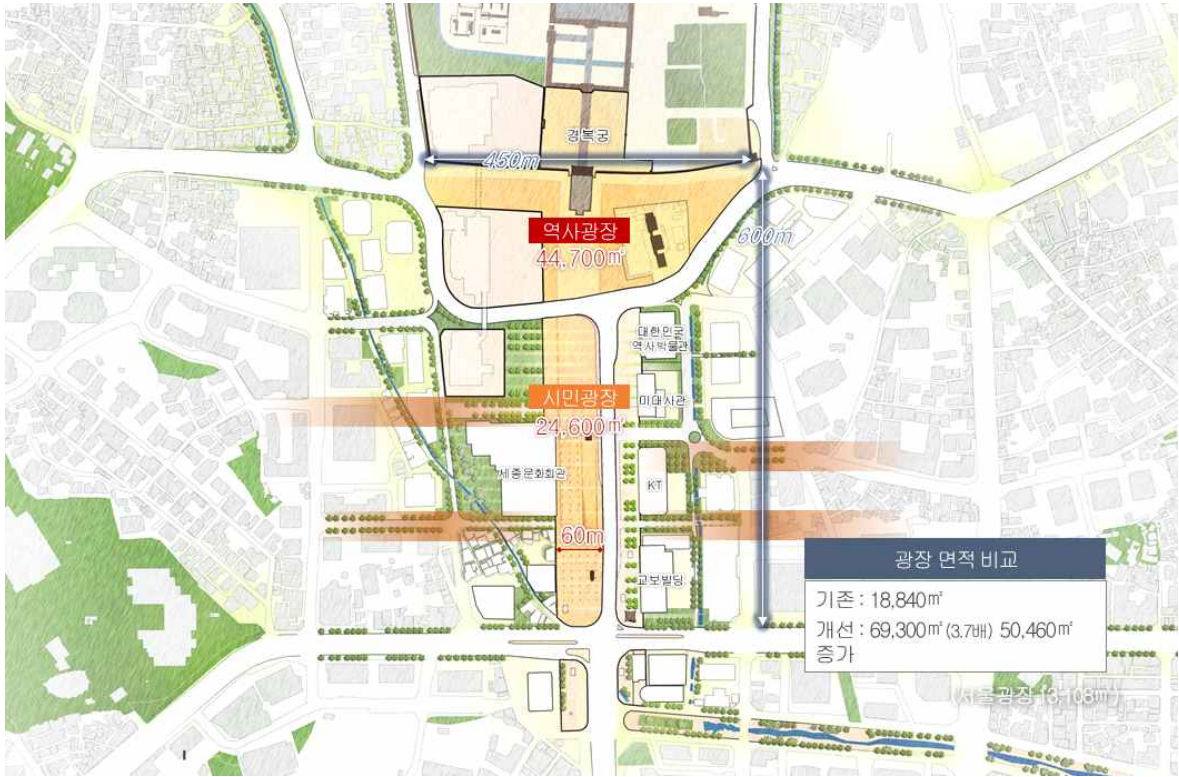 경복궁
450m
역사광장
44,700㎡
600m
대한민국
역사박물관
시민광장
24,600㎡
미대사관
세종문화회관
KT
60m
교보빌딩
광장 면적 비교
기존 : 18,840㎡
개선 : 69,300㎡ (3.7배) 50,460㎡
증가
(서울광장 13,108㎡)